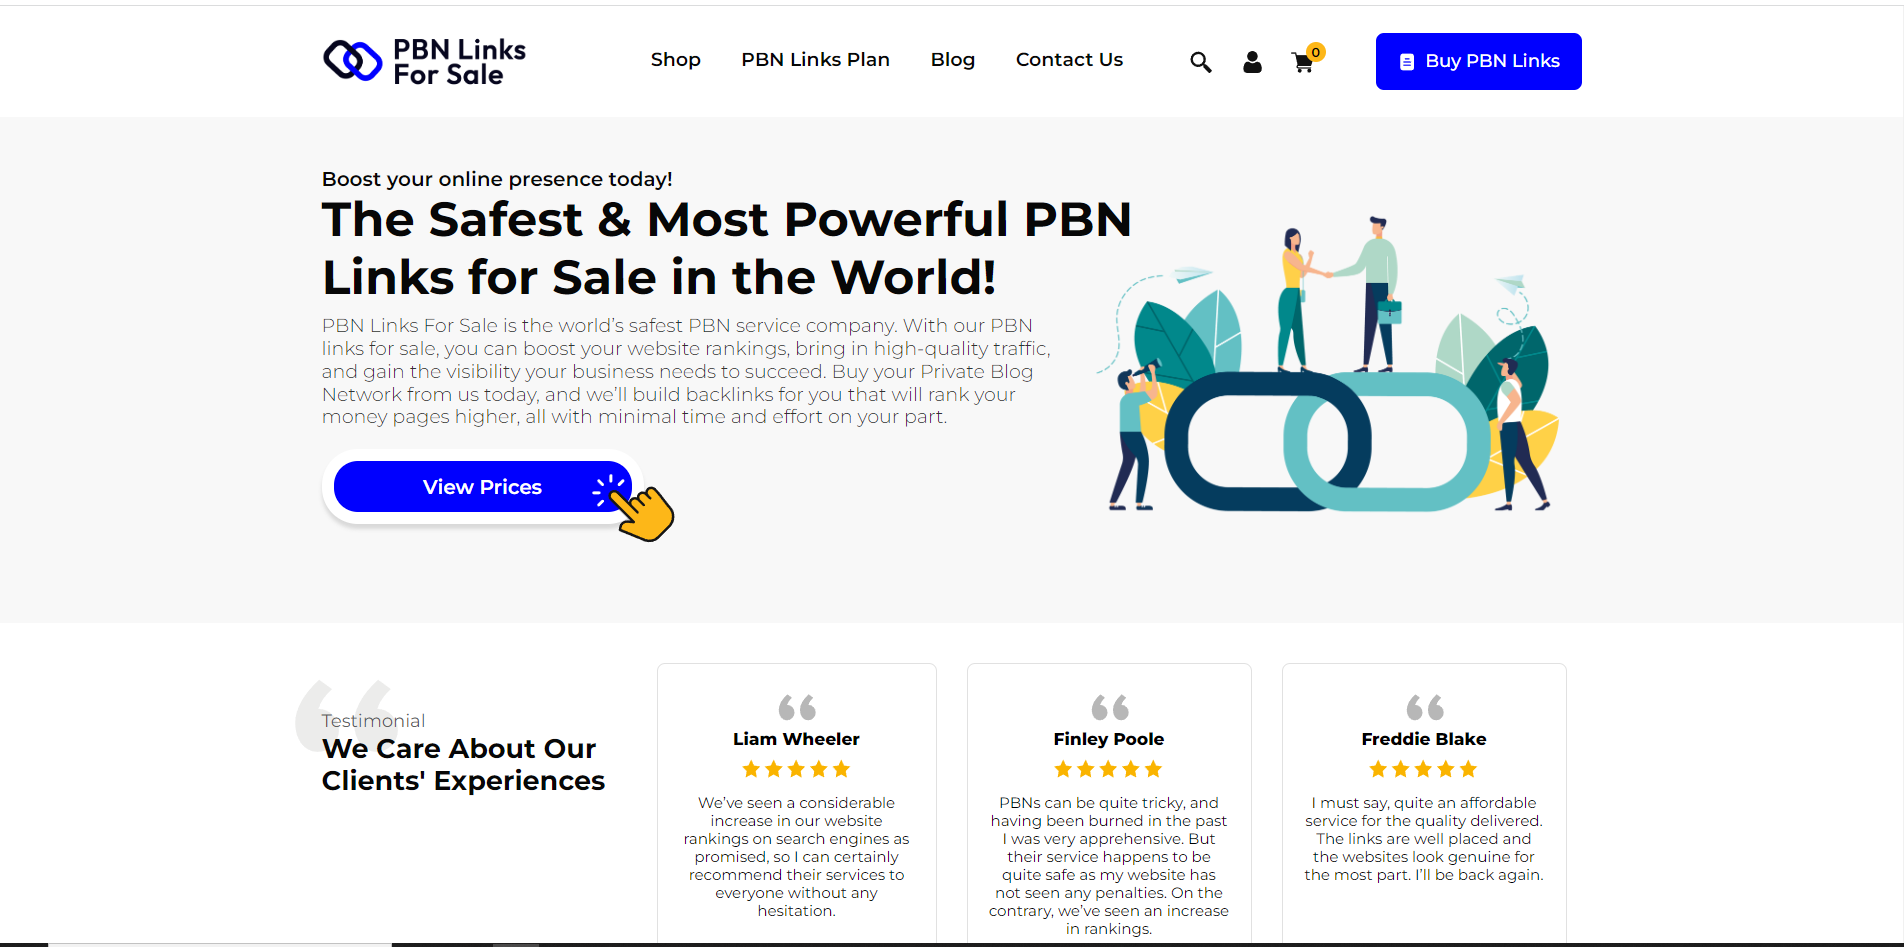 PBN Links
For Sale
Shop
PBN Links Plan
Blog
Contact Us
0
Buy PBN Links
Boost your online presence today!
The Safest & Most Powerful PBN
Links for Sale in the World!
PBN Links For Sale is the world’s safest PBN service company. With our PBN
links for sale, you can boost your website rankings, bring in high-quality traffic,
and gain the visibility your business needs to succeed. Buy your Private Blog
Network from us today, and we’ll build backlinks for you that will rank your
money pages higher, all with minimal time and effort on your part.
View Prices
Testimonial
We Care About Our
Clients' Experiences
Liam Wheeler
We’ve seen a considerable
increase in our website
rankings on search engines as
promised, so I can certainly
recommend their services to
everyone without any
hesitation.
Finley Poole
PBNs can be quite tricky, and
having been burned in the past
I was very apprehensive. But
their service happens to be
quite safe as my website has
not seen any penalties. On the
contrary, we’ve seen an increase
in rankings.
Freddie Blake
I must say, quite an affordable
service for the quality delivered.
The links are well placed and
the websites look genuine for
the most part. I’ll be back again.